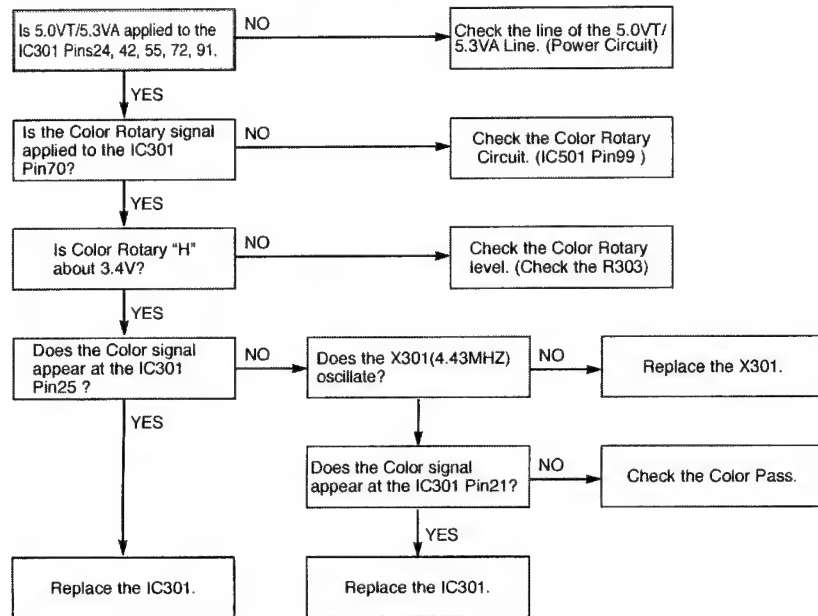 Is 5.0VT/5.3VA applied to the
IC301 Pins24, 42, 55, 72, 91.
NO
Check the line of the 5.0VT/
5.3VA Line. (Power Circuit)
YES
Is the Color Rotary signal
applied to the IC301
Pin70?
NO
Check the Color Rotary
Circuit. (IC501 Pin99 )
YES
Is Color Rotary “H”
about 3.4V?
NO
Check the Color Rotary
level. (Check the R303)
YES
Does the Color signal
appear at the IC301
Pin25 ?
NO
Does the X301(4.43MHZ)
oscillate?
NO
Replace the X301.
YES
Does the Color signal
appear at the IC301 Pin21?
NO
Check the Color Pass.
YES
Replace the IC301.
Replace the IC301.